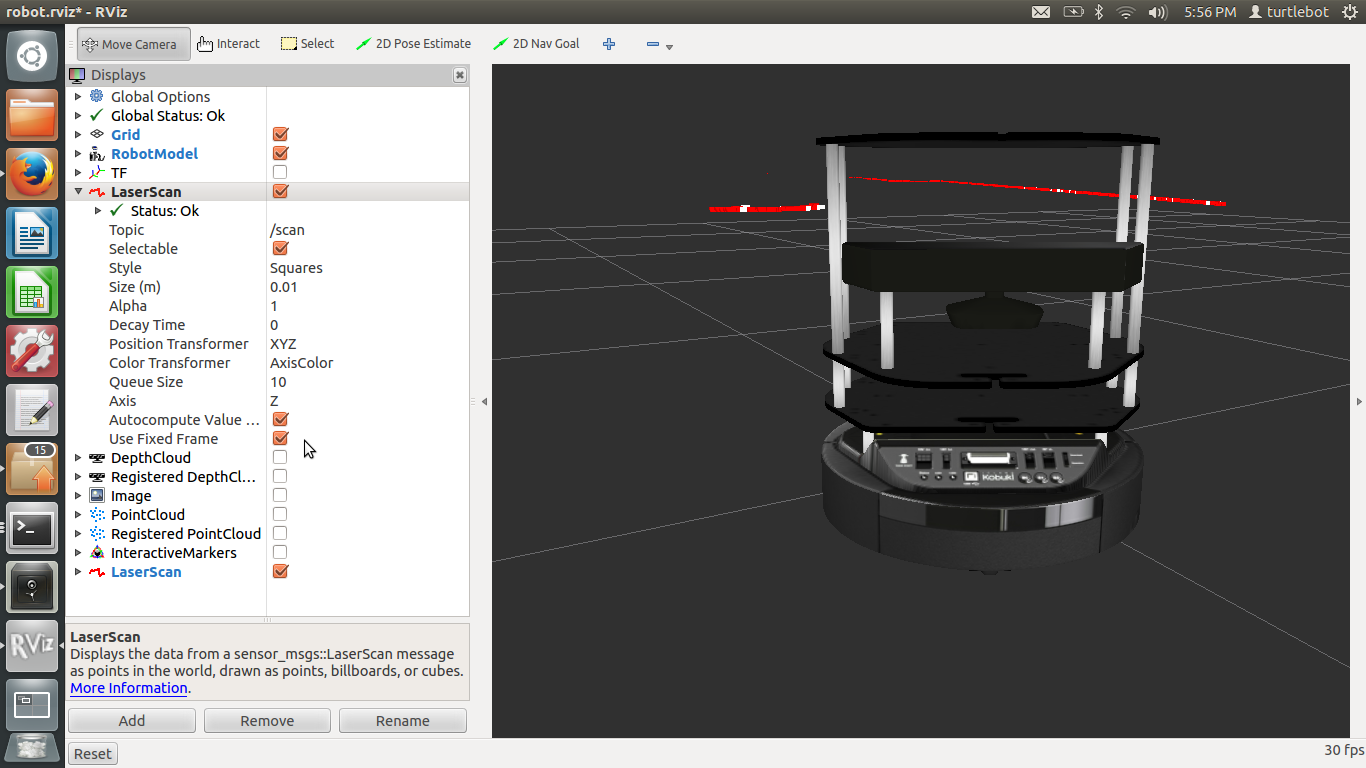 robot.rviz* - RViz
5:56 PM turtlebot
Move Camera Interact Select 2D Pose Estimate 2D Nav Goal
Displays
Global Options
Global Status: Ok
Grid
RobotModel
TF
LaserScan
Status: Ok
Topic /scan
Selectable
Style Squares
Size (m) 0.01
Alpha 1
Decay Time 0
Position Transformer XYZ
Color Transformer AxisColor
Queue Size 10
Axis Z
Autocompute Value ...
Use Fixed Frame
DepthCloud
Registered DepthCl...
Image
PointCloud
Registered PointCloud
InteractiveMarkers
LaserScan
15
RViz
Kobuki
LaserScan
Displays the data from a sensor_msgs::LaserScan message
as points in the world, drawn as points, billboards, or cubes.
More Information.
Add Remove Rename
Reset
30 fps